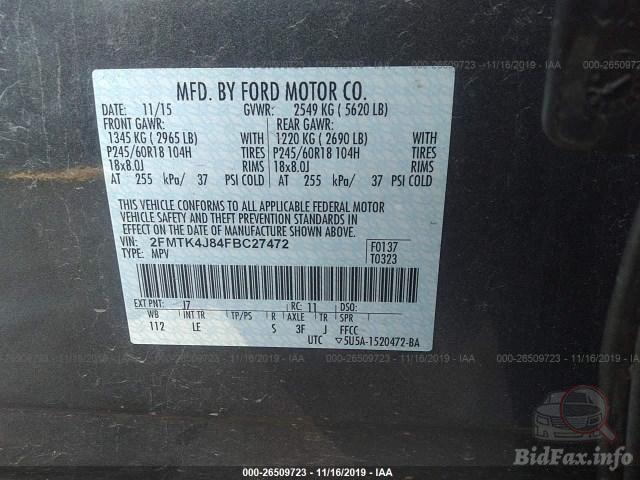 000-26509723 - 11/16/2019 - IAA
MFD. BY FORD MOTOR CO.
DATE: 11/15 GVWR: 2549 KG ( 5620 LB)
FRONT GAWR: REAR GAWR:
1345 KG ( 2965 LB) WITH 1220 KG ( 2690 LB) WITH
P245/60R18 104H TIRES P245/60R18 104H TIRES
18x8.0J RIMS 18x8.0J RIMS
AT 255 kPa/ 37 PSI COLD AT 255 kPa/ 37 PSI COLD
THIS VEHICLE CONFORMS TO ALL APPLICABLE FEDERAL MOTOR
VEHICLE SAFETY AND THEFT PREVENTION STANDARDS IN
EFFECT ON THE DATE OF MANUFACTURE SHOWN ABOVE.
VIN: 2FMTK4J84FBC27472 F0137
TYPE: MPV T0323
EXT PNT: J7 RC: 11 DSO:
WB INT TR TP/PS R AXLE TR SPR
112 LE S 3F J FFCC
UTC ▽5U5A-1520472-BA
000-26509723 - 11/16/2019 - IAA
000-26509723 - 11/16/2019 - IAA
000-26509723 - 11/16/2019 - IAA
BidFax.info